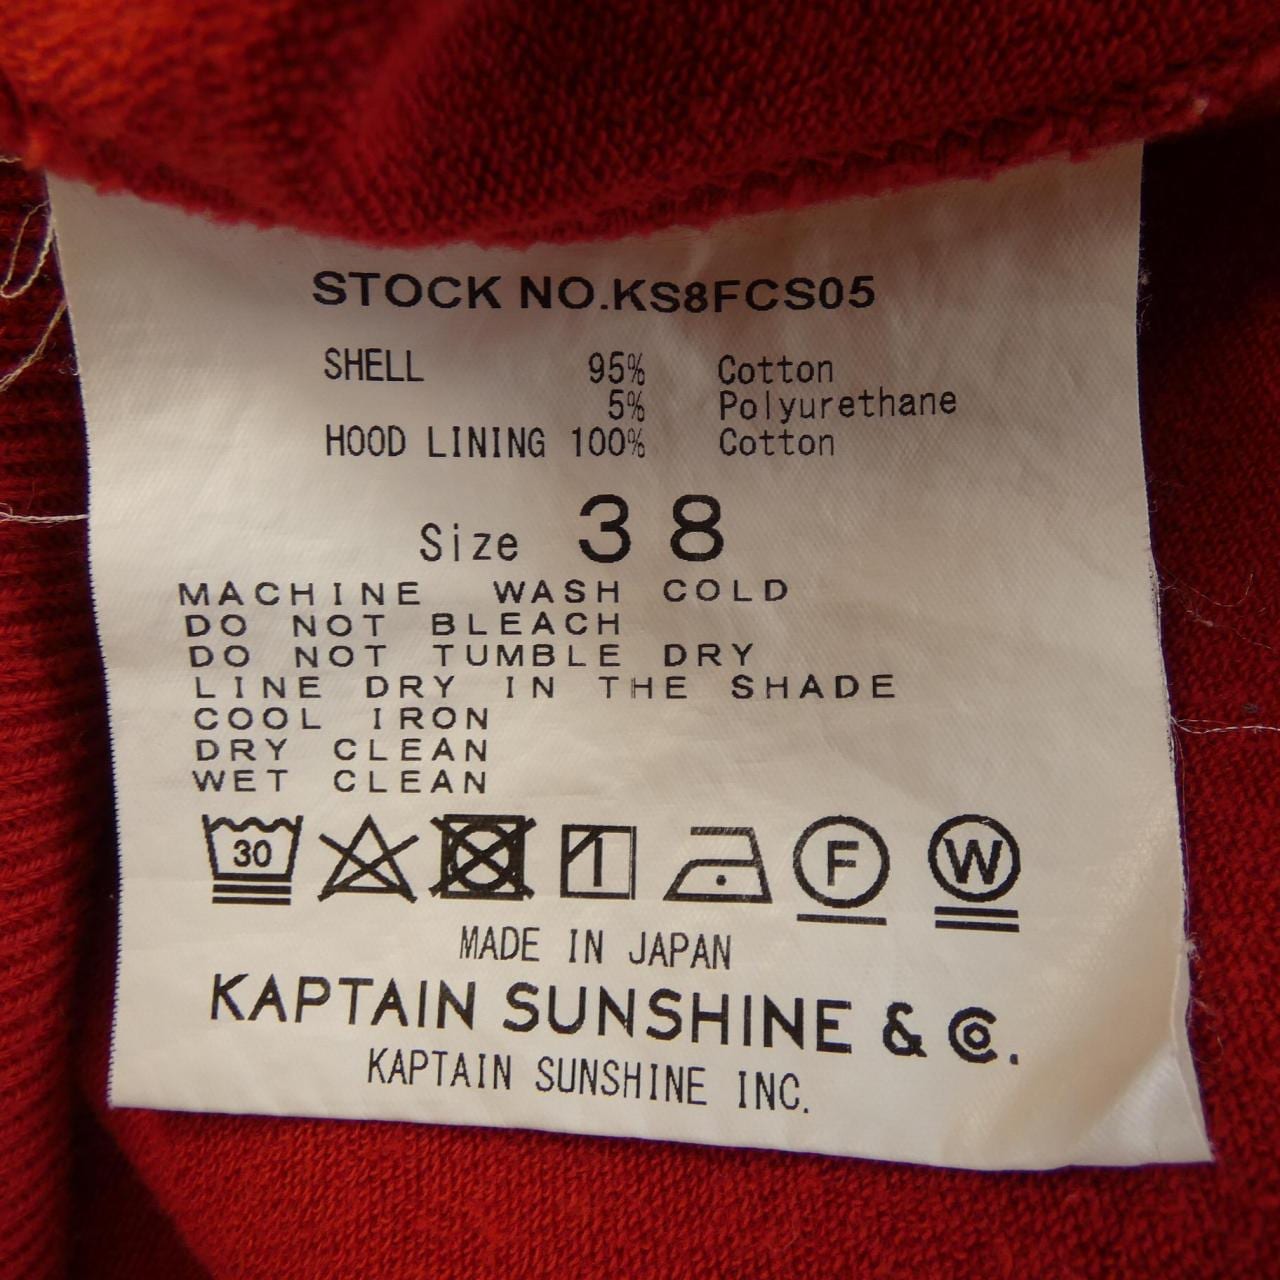 STOCK NO.KS8FCS05
SHELL 95% Cotton
5% Polyurethane
HOOD LINING 100% Cotton
Size 38
MACHINE WASH COLD
DO NOT BLEACH
DO NOT TUMBLE DRY
LINE DRY IN THE SHADE
COOL IRON
DRY CLEAN
WET CLEAN
30 F W
MADE IN JAPAN
KAPTAIN SUNSHINE & Co.
KAPTAIN SUNSHINE INC.